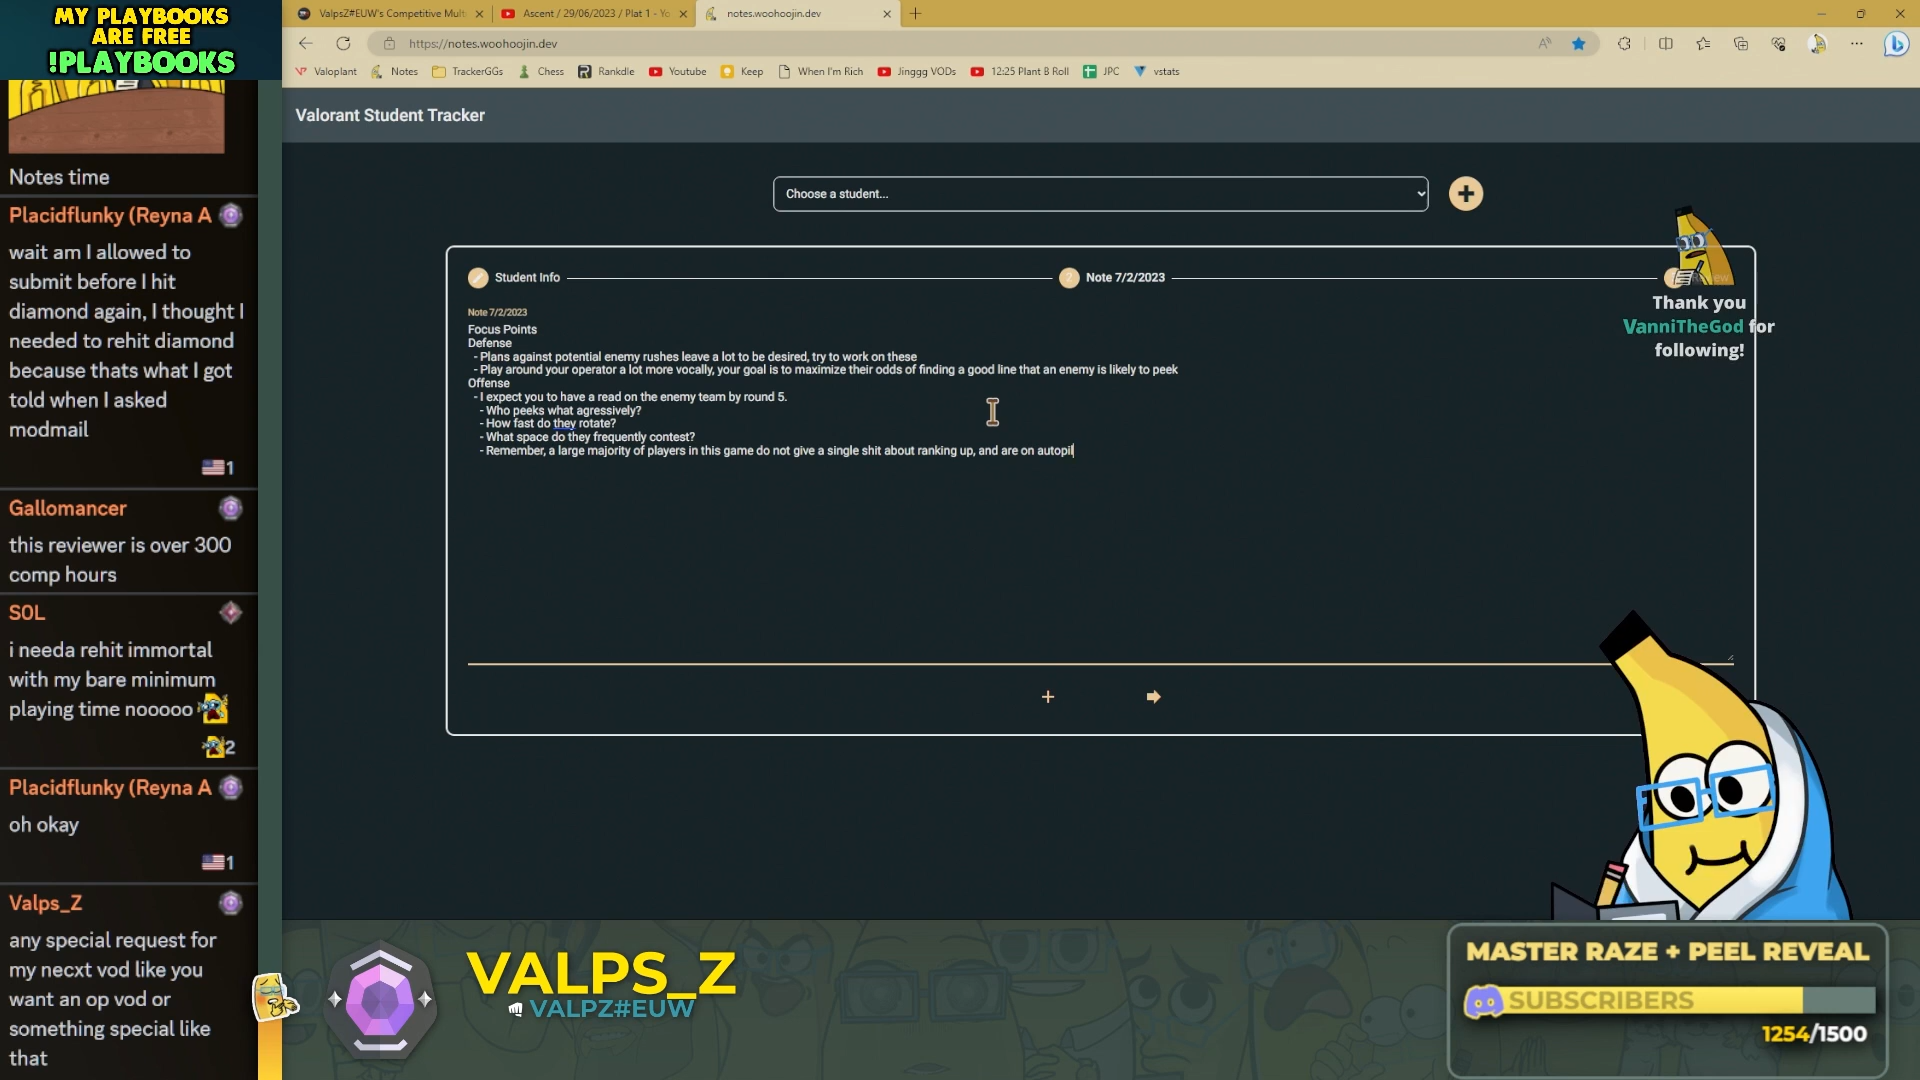 MY PLAYBOOKS
ARE FREE
!PLAYBOOKS
ValpsZ#EUW's Competitive Mult
Ascent / 29/06/2023 / Plat 1 - Yo
notes.woohoojin.dev
https://notes.woohoojin.dev
Valoplant
Notes
TrackerGGs
Chess
Rankdle
Youtube
Keep
When I'm Rich
Jinggg VODs
12:25 Plant B Roll
JPC
vstats
Valorant Student Tracker
Choose a student...
Student Info
Note 7/2/2023
Note 7/2/2023
Focus Points
Defense
- Plans against potential enemy rushes leave a lot to be desired, try to work on these
- Play around your operator a lot more vocally, your goal is to maximize their odds of finding a good line that an enemy is likely to peek
Offense
- I expect you to have a read on the enemy team by round 5.
- Who peeks what agressively?
- How fast do they rotate?
- What space do they frequently contest?
- Remember, a large majority of players in this game do not give a single shit about ranking up, and are on autopil
Thank you
VanniTheGod for
following!
Notes time
Placidflunky (Reyna A
wait am I allowed to
submit before I hit
diamond again, I thought I
needed to rehit diamond
because thats what I got
told when I asked
modmail
1
Gallomancer
this reviewer is over 300
comp hours
SOL
i needa rehit immortal
with my bare minimum
playing time nooooo
2
Placidflunky (Reyna A
oh okay
1
Valps_Z
any special request for
my necxt vod like you
want an op vod or
something special like
that
VALPS_Z
VALPZ#EUW
MASTER RAZE + PEEL REVEAL
SUBSCRIBERS
1254/1500